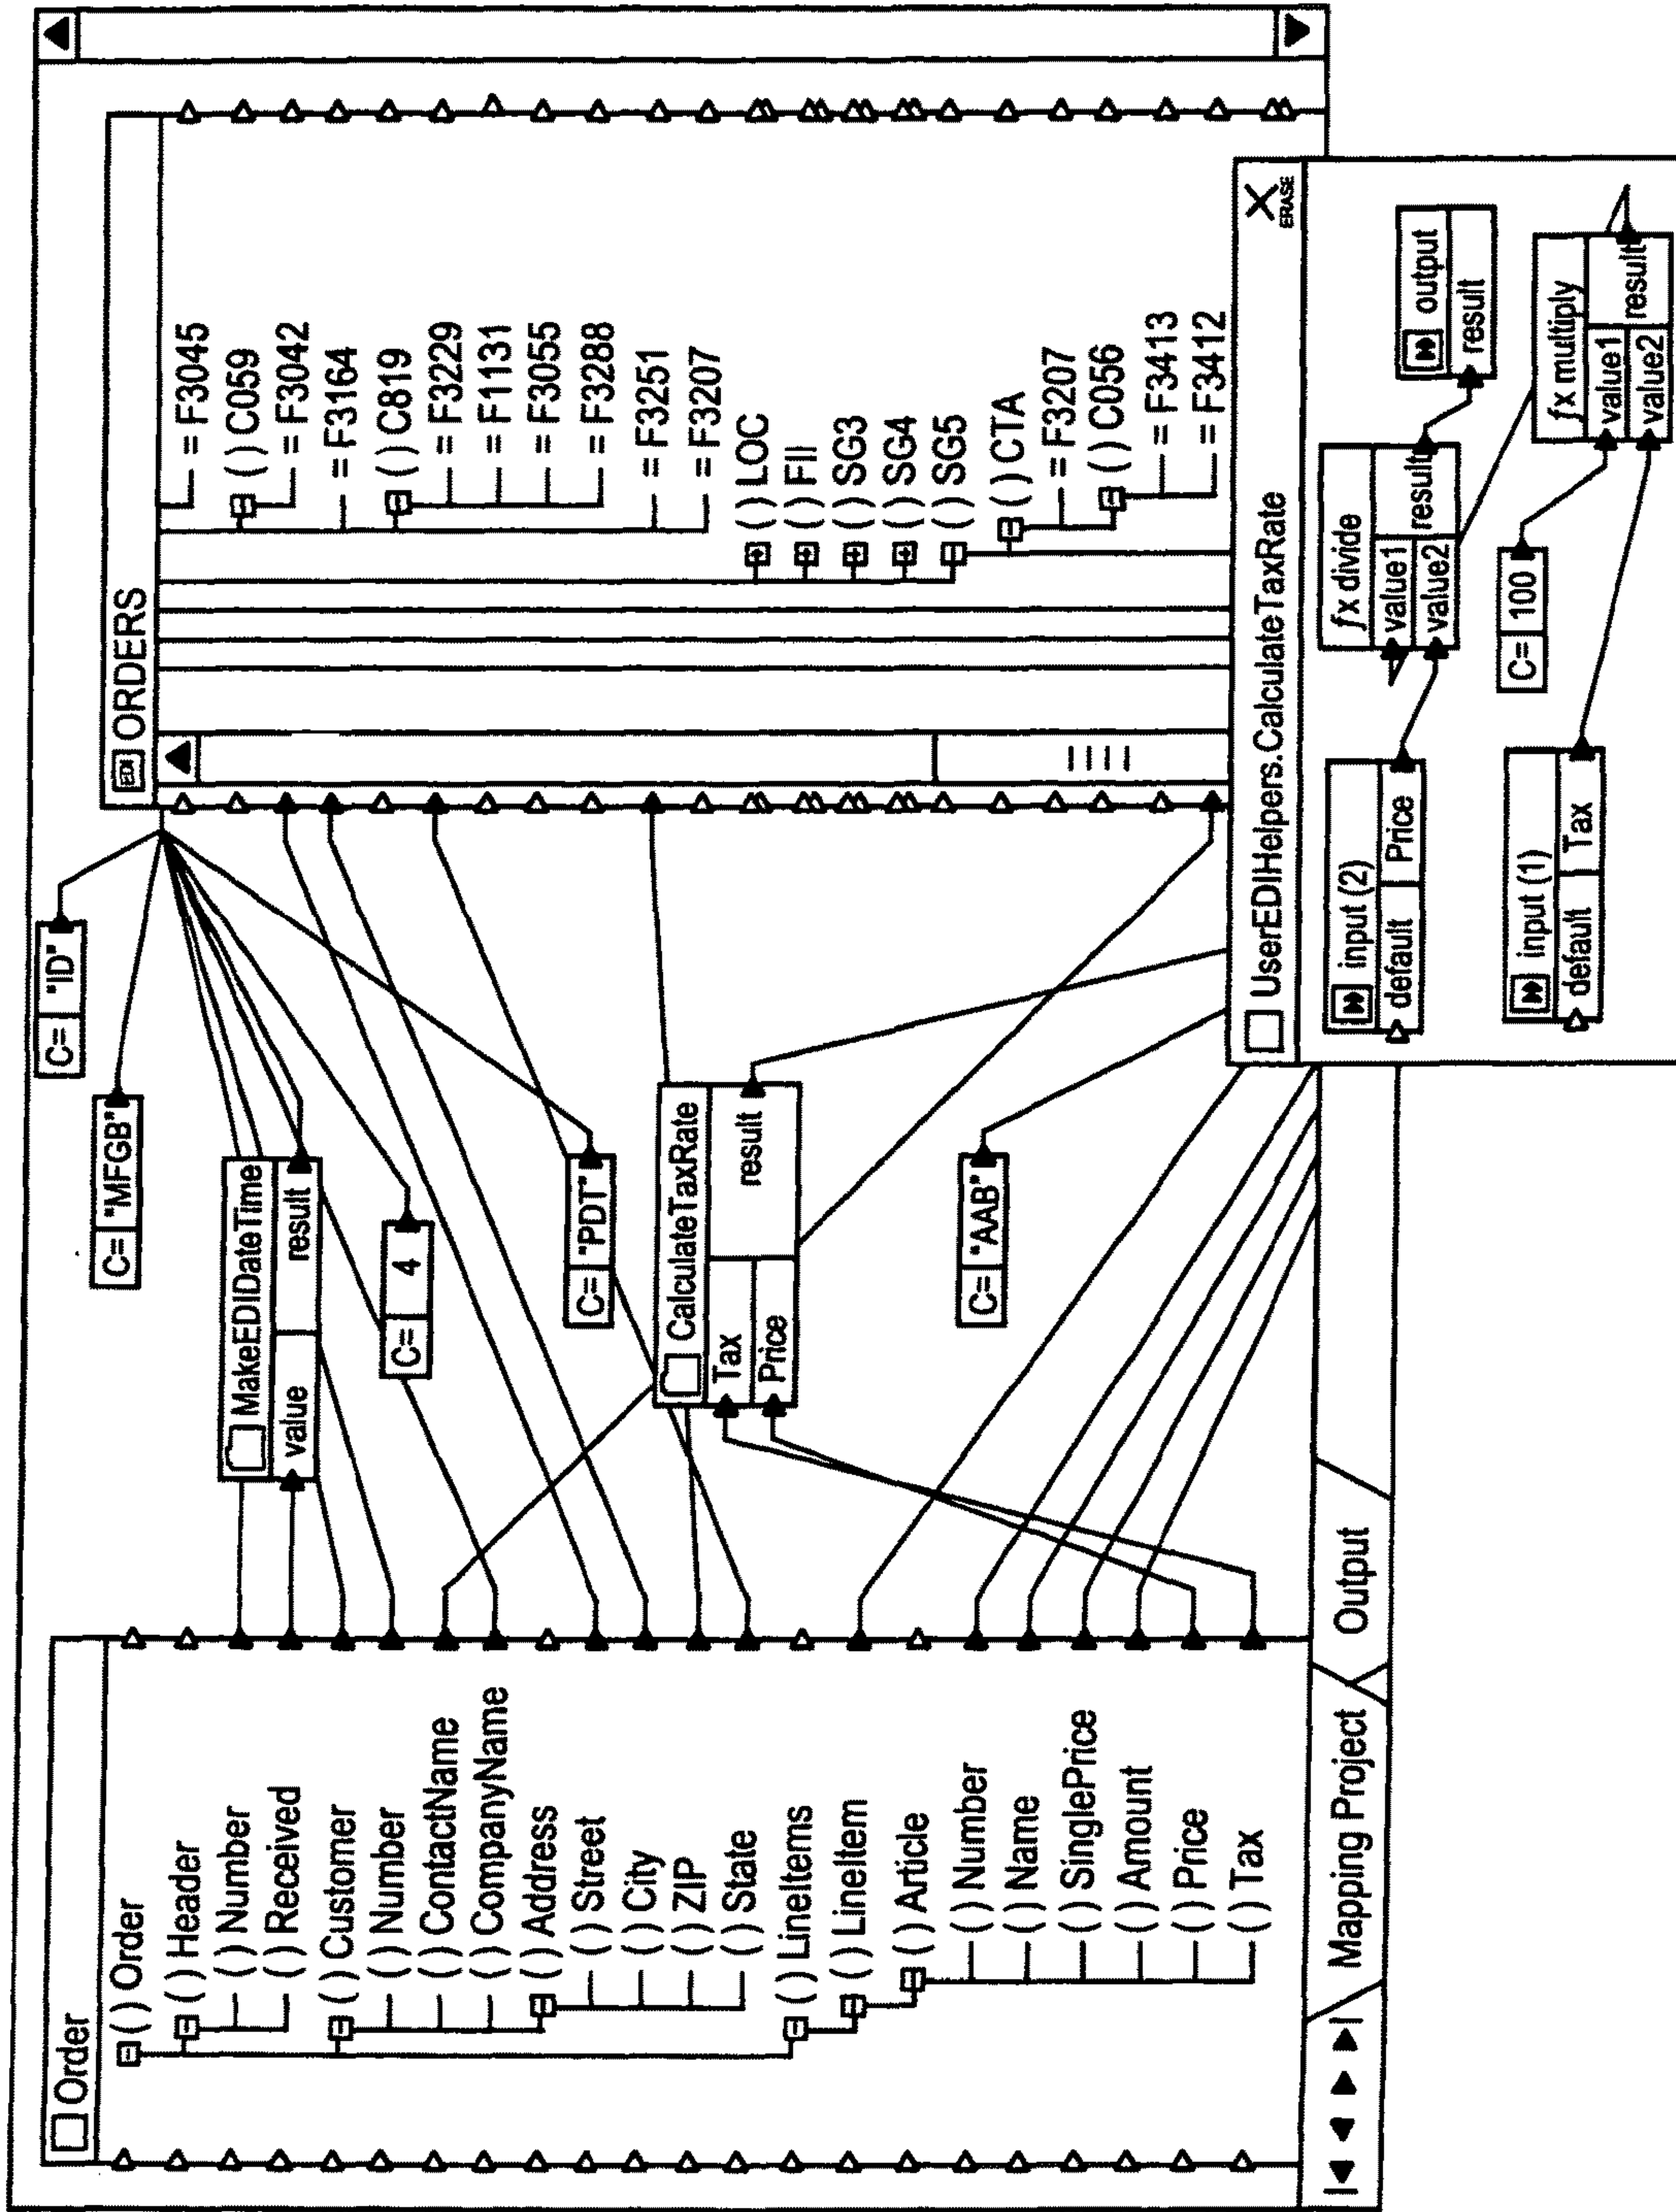 Order
( ) Order
( ) Header
( ) Number
( ) Received
( ) Customer
( ) Number
( ) ContactName
( ) CompanyName
( ) Address
( ) Street
( ) City
( ) ZIP
( ) State
( ) LineItems
( ) LineItem
( ) Article
( ) Number
( ) Name
( ) SinglePrice
( ) Amount
( ) Price
( ) Tax
C= "ID"
C= "MFGB"
MakeEDIDateTime
value result
C= 4
C= "PDT"
CalculateTaxRate
Tax result
Price
C= "AAB"
EDI ORDERS
= F3045
( ) C059
= F3042
= F3164
( ) C819
= F3229
= F1131
= F3055
= F3288
= F3251
= F3207
( ) LOC
( ) FII
( ) SG3
( ) SG4
( ) SG5
( ) CTA
= F3207
( ) C056
= F3413
= F3412
Mapping Project Output
UserEDIHelpers.CalculateTaxRate
ERASE
input (2)
default Price
fx divide
value1 result
value2
output
result
input (1)
default Tax
C= 100
fx multiply
value1 result
value2